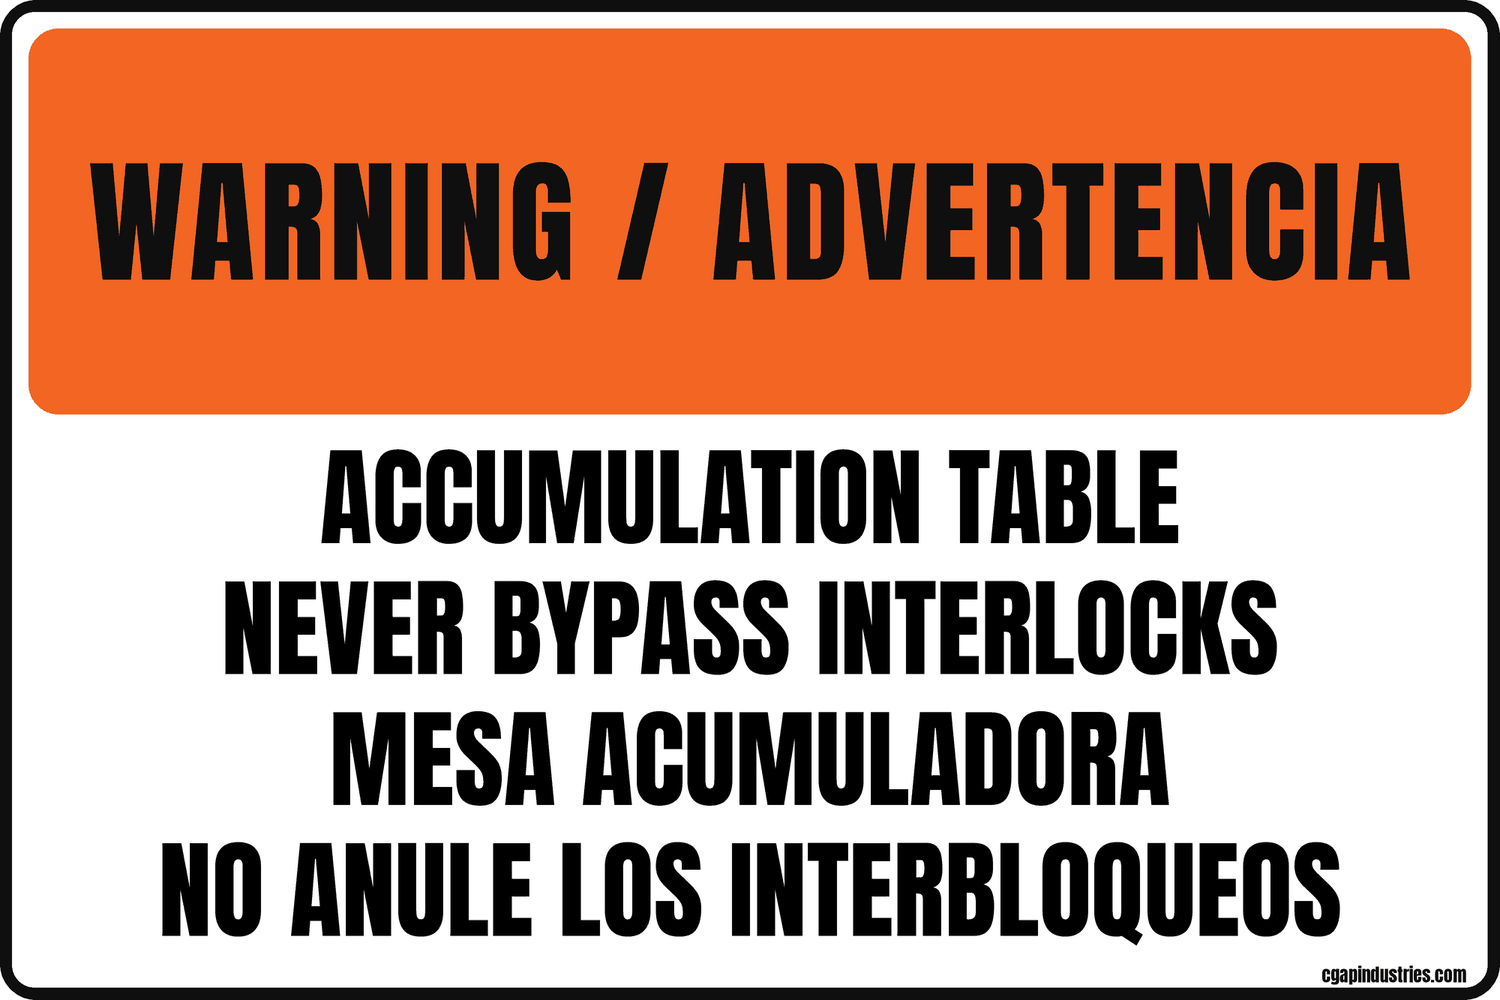 WARNING / ADVERTENCIA
ACCUMULATION TABLE
NEVER BYPASS INTERLOCKS
MESA ACUMULADORA
NO ANULE LOS INTERBLOQUEOS
cgapindustries.com